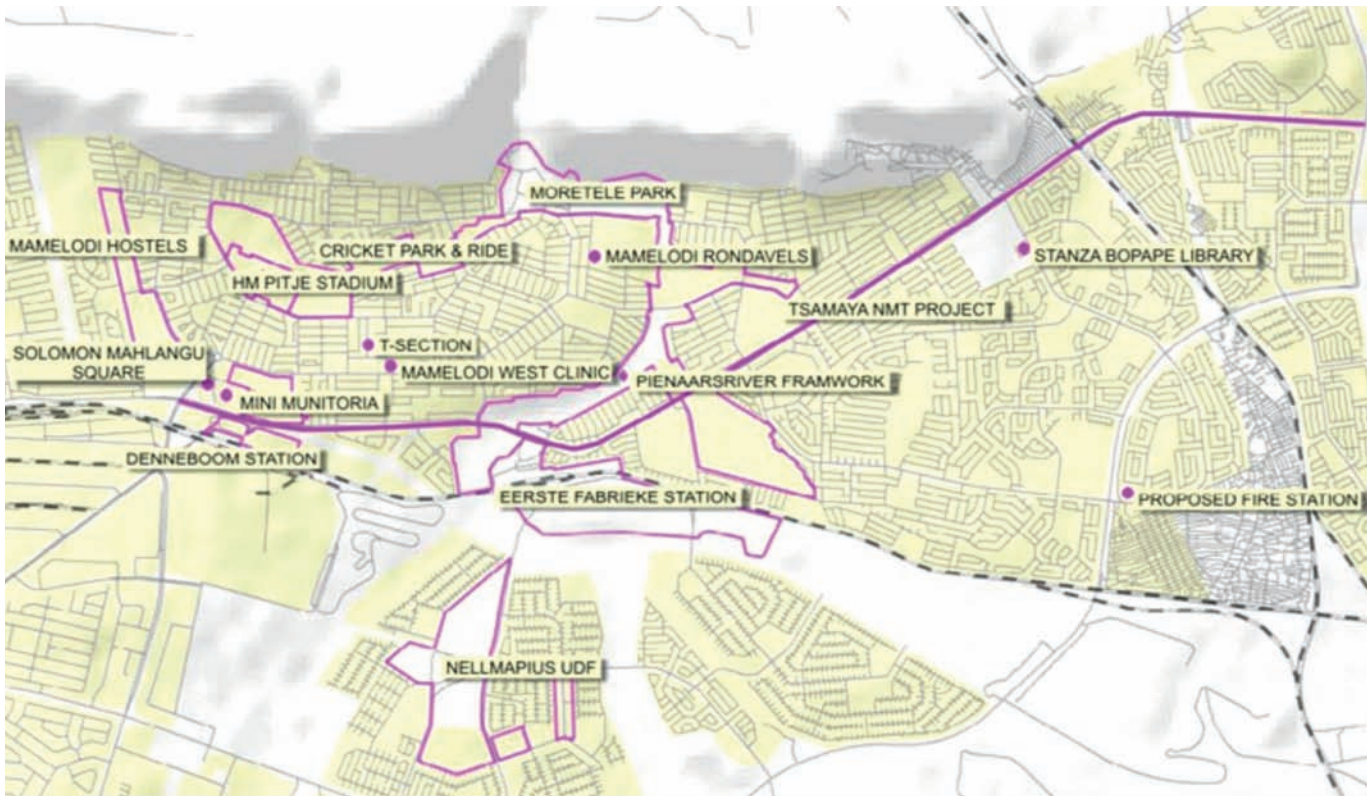 MORETELE PARK
MAMELODI HOSTELS
CRICKET PARK & RIDE
MAMELODI RONDAVELS
STANZA BOPAPE LIBRARY
HM PITJE STADIUM
TSAMAYA NMT PROJECT
T-SECTION
SOLOMON MAHLANGU
SQUARE
MAMELODI WEST CLINIC
PIENAARSRIVER FRAMWORK
MINI MUNITORIA
DENNEBOOM STATION
EERSTE FABRIEKE STATION
PROPOSED FIRE STATION
NELLMAPIUS UDF